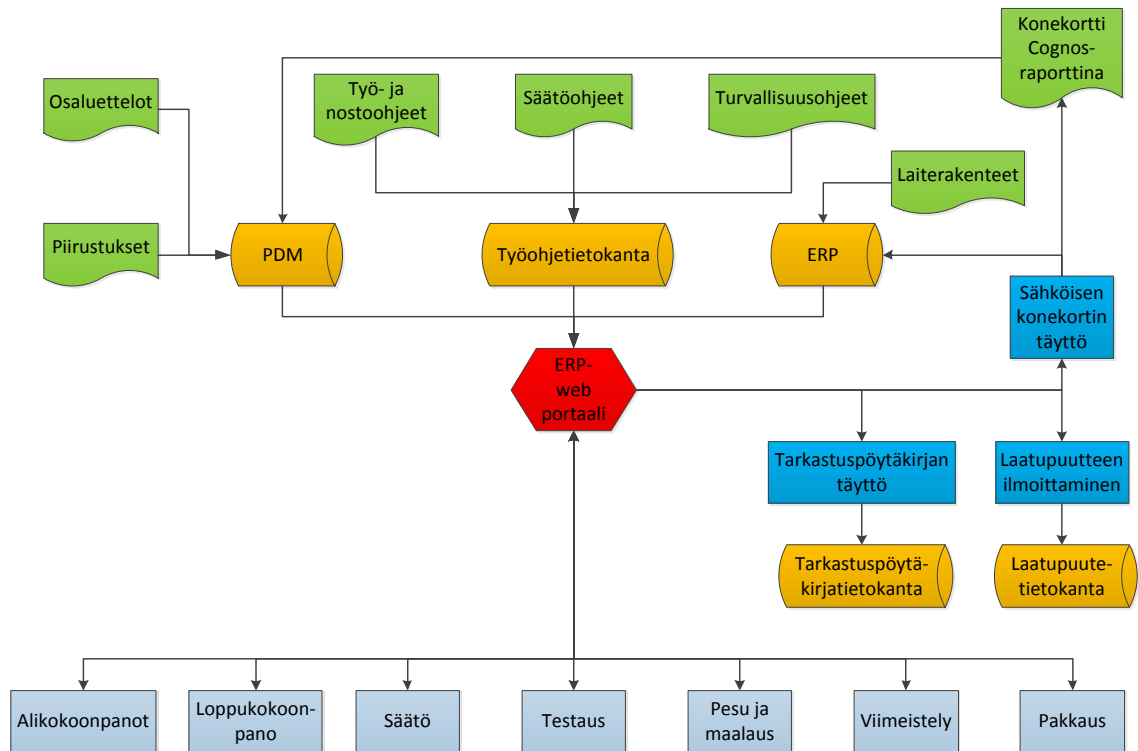 Konekortti
Cognos-
raporttina
Osaluettelot
Työ- ja
nostoohjeet
Säätöohjeet
Turvallisuusohjeet
Laiterakenteet
Piirustukset
PDM
Työohjetietokanta
ERP
Sähköisen
konekortin
täyttö
ERP-
web
portaali
Tarkastuspöytäkirjan
täyttö
Laatupuutteen
ilmoittaminen
Tarkastuspöytä-
kirjatietokanta
Laatupuute-
tietokanta
Alikokoonpanot
Loppukokoon-
pano
Säätö
Testaus
Pesu ja
maalaus
Viimeistely
Pakkaus